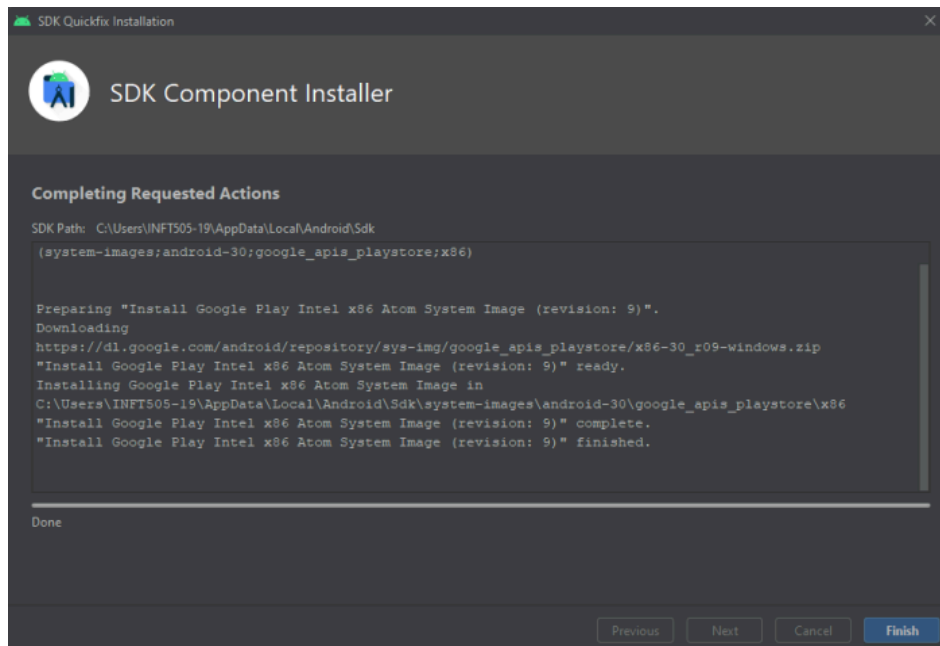 SDK Quickfix Installation
SDK Component Installer
Completing Requested Actions
SDK Path: C:\Users\INFT505-19\AppData\Local\Android\Sdk
(system-images;android-30;google_apis_playstore;x86)
Preparing "Install Google Play Intel x86 Atom System Image (revision: 9)".
Downloading
https://dl.google.com/android/repository/sys-img/google_apis_playstore/x86-30_r09-windows.zip
"Install Google Play Intel x86 Atom System Image (revision: 9)" ready.
Installing Google Play Intel x86 Atom System Image in
C:\Users\INFT505-19\AppData\Local\Android\Sdk\system-images\android-30\google_apis_playstore\x86
"Install Google Play Intel x86 Atom System Image (revision: 9)" complete.
"Install Google Play Intel x86 Atom System Image (revision: 9)" finished.
Done
Previous Next Cancel Finish